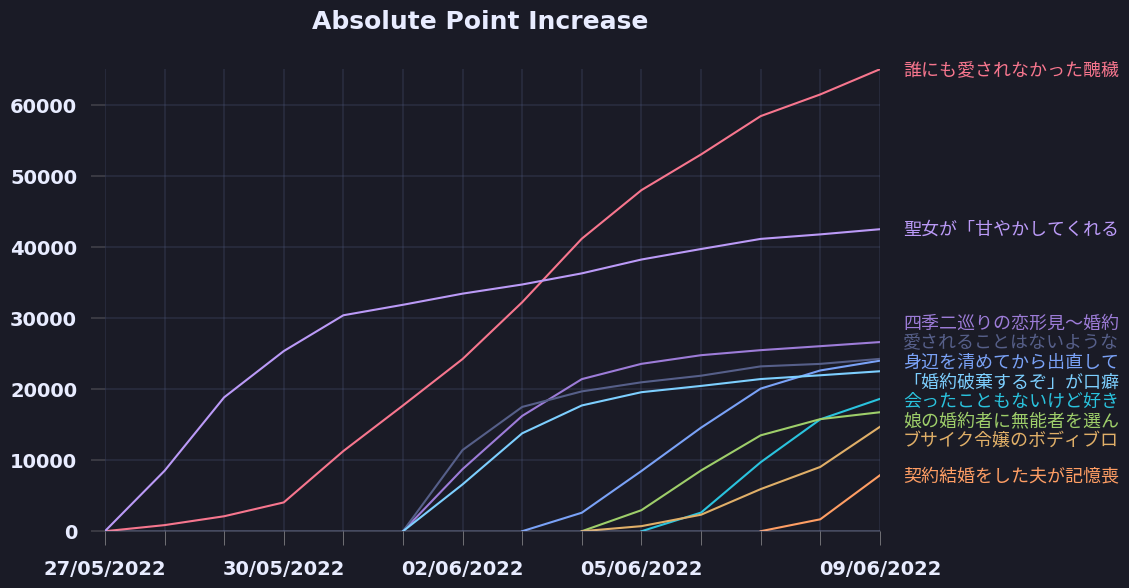 Absolute Point Increase
60000
50000
40000
30000
20000
10000
0
27/05/2022
30/05/2022
02/06/2022
05/06/2022
09/06/2022
誰にも愛されなかった醜穢
聖女が「甘やかしてくれる
四季二巡りの恋形見～婚約
愛されることはないような
身辺を清めてから出直して
「婚約破棄するぞ」が口癖
会ったこともないけど好き
娘の婚約者に無能者を選ん
ブサイク令嬢のボディブロ
契約結婚をした夫が記憶喪